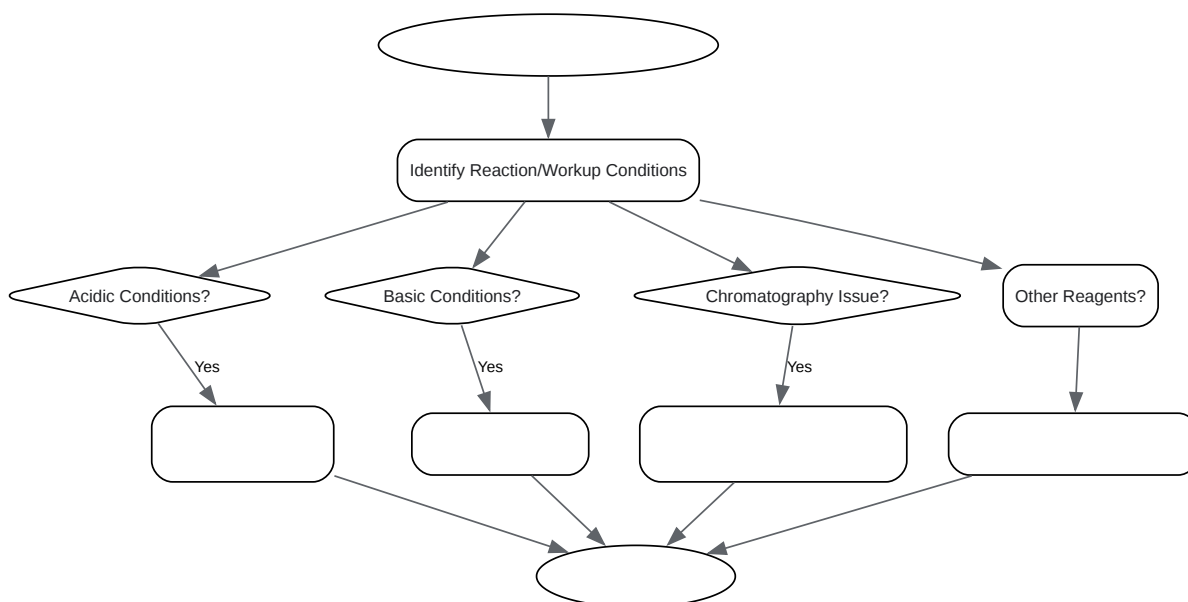 Identify Reaction/Workup Conditions
Acidic Conditions?
Basic Conditions?
Chromatography Issue?
Other Reagents?
Yes
Yes
Yes